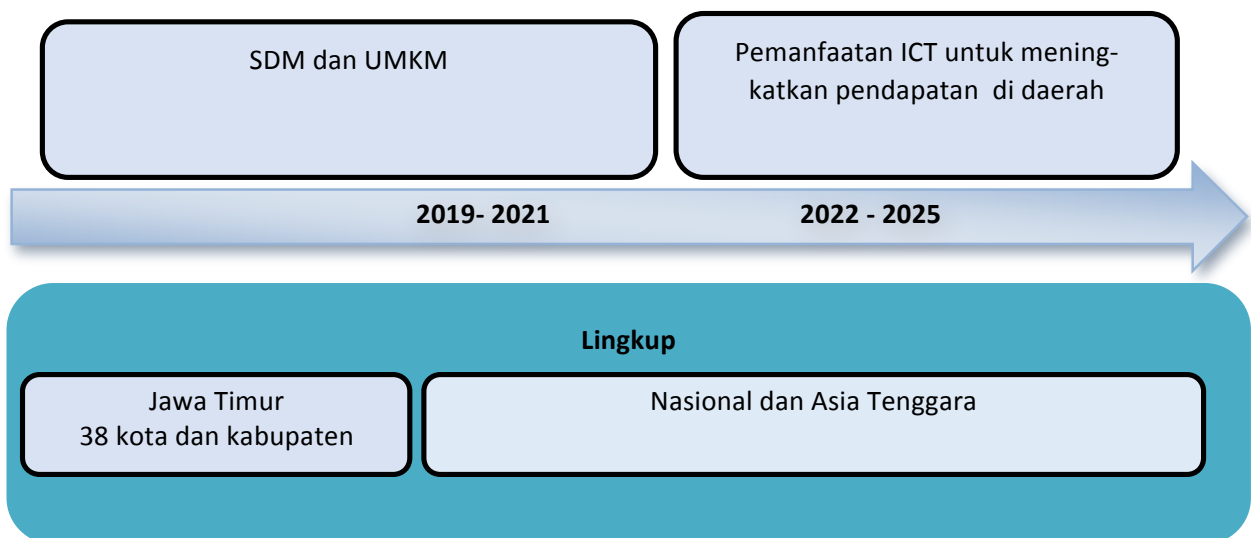 SDM dan UMKM
Pemanfaatan ICT untuk mening-
katkan pendapatan di daerah
2019- 2021
2022 - 2025
Lingkup
Jawa Timur
38 kota dan kabupaten
Nasional dan Asia Tenggara